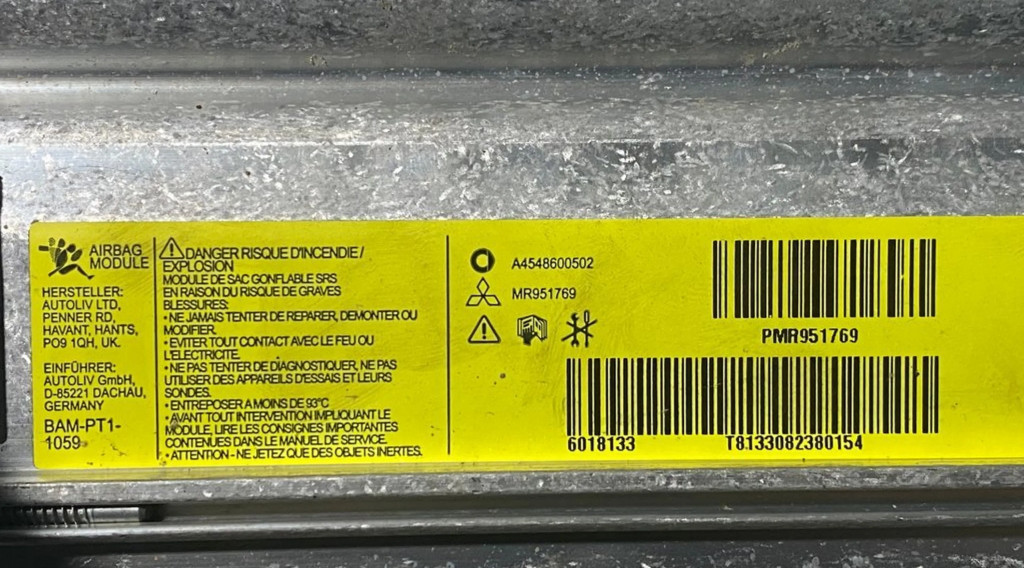 AIRBAG
MODULE
HERSTELLER:
AUTOLIV LTD,
PENNER RD,
HAVANT, HANTS,
PO9 1QH, UK.
EINFÜHRER:
AUTOLIV GmbH,
D-85221 DACHAU,
GERMANY
BAM-PT1-
1059
DANGER RISQUE D'INCENDIE /
EXPLOSION
MODULE DE SAC GONFLABLE SRS
EN RAISON DU RISQUE DE GRAVES
BLESSURES:
• NE JAMAIS TENTER DE REPARER, DEMONTER OU
MODIFIER.
• EVITER TOUT CONTACT AVEC LE FEU OU
L'ELECTRICITE.
• NE PAS TENTER DE DIAGNOSTIQUER, NE PAS
UTILISER DES APPAREILS D'ESSAIS ET LEURS
SONDES.
• ENTREPOSER A MOINS DE 93°C
• AVANT TOUT INTERVENTION IMPLIQUANT LE
MODULE, LIRE LES CONSIGNES IMPORTANTES
CONTENUES DANS LE MANUEL DE SERVICE.
• ATTENTION - NE JETEZ QUE DES OBJETS INERTES.
A4548600502
MR951769
PMR951769
6018133 T8133082380154